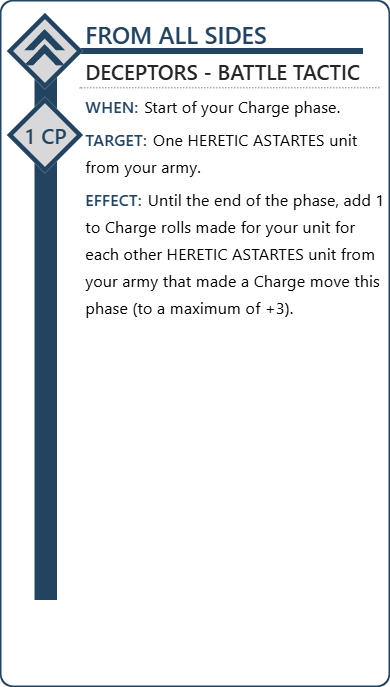 FROM ALL SIDES
DECEPTORS - BATTLE TACTIC
WHEN: Start of your Charge phase.
1 CP
TARGET: One HERETIC ASTARTES unit
from your army.
EFFECT: Until the end of the phase, add 1
to Charge rolls made for your unit for
each other HERETIC ASTARTES unit from
your army that made a Charge move this
phase (to a maximum of +3).